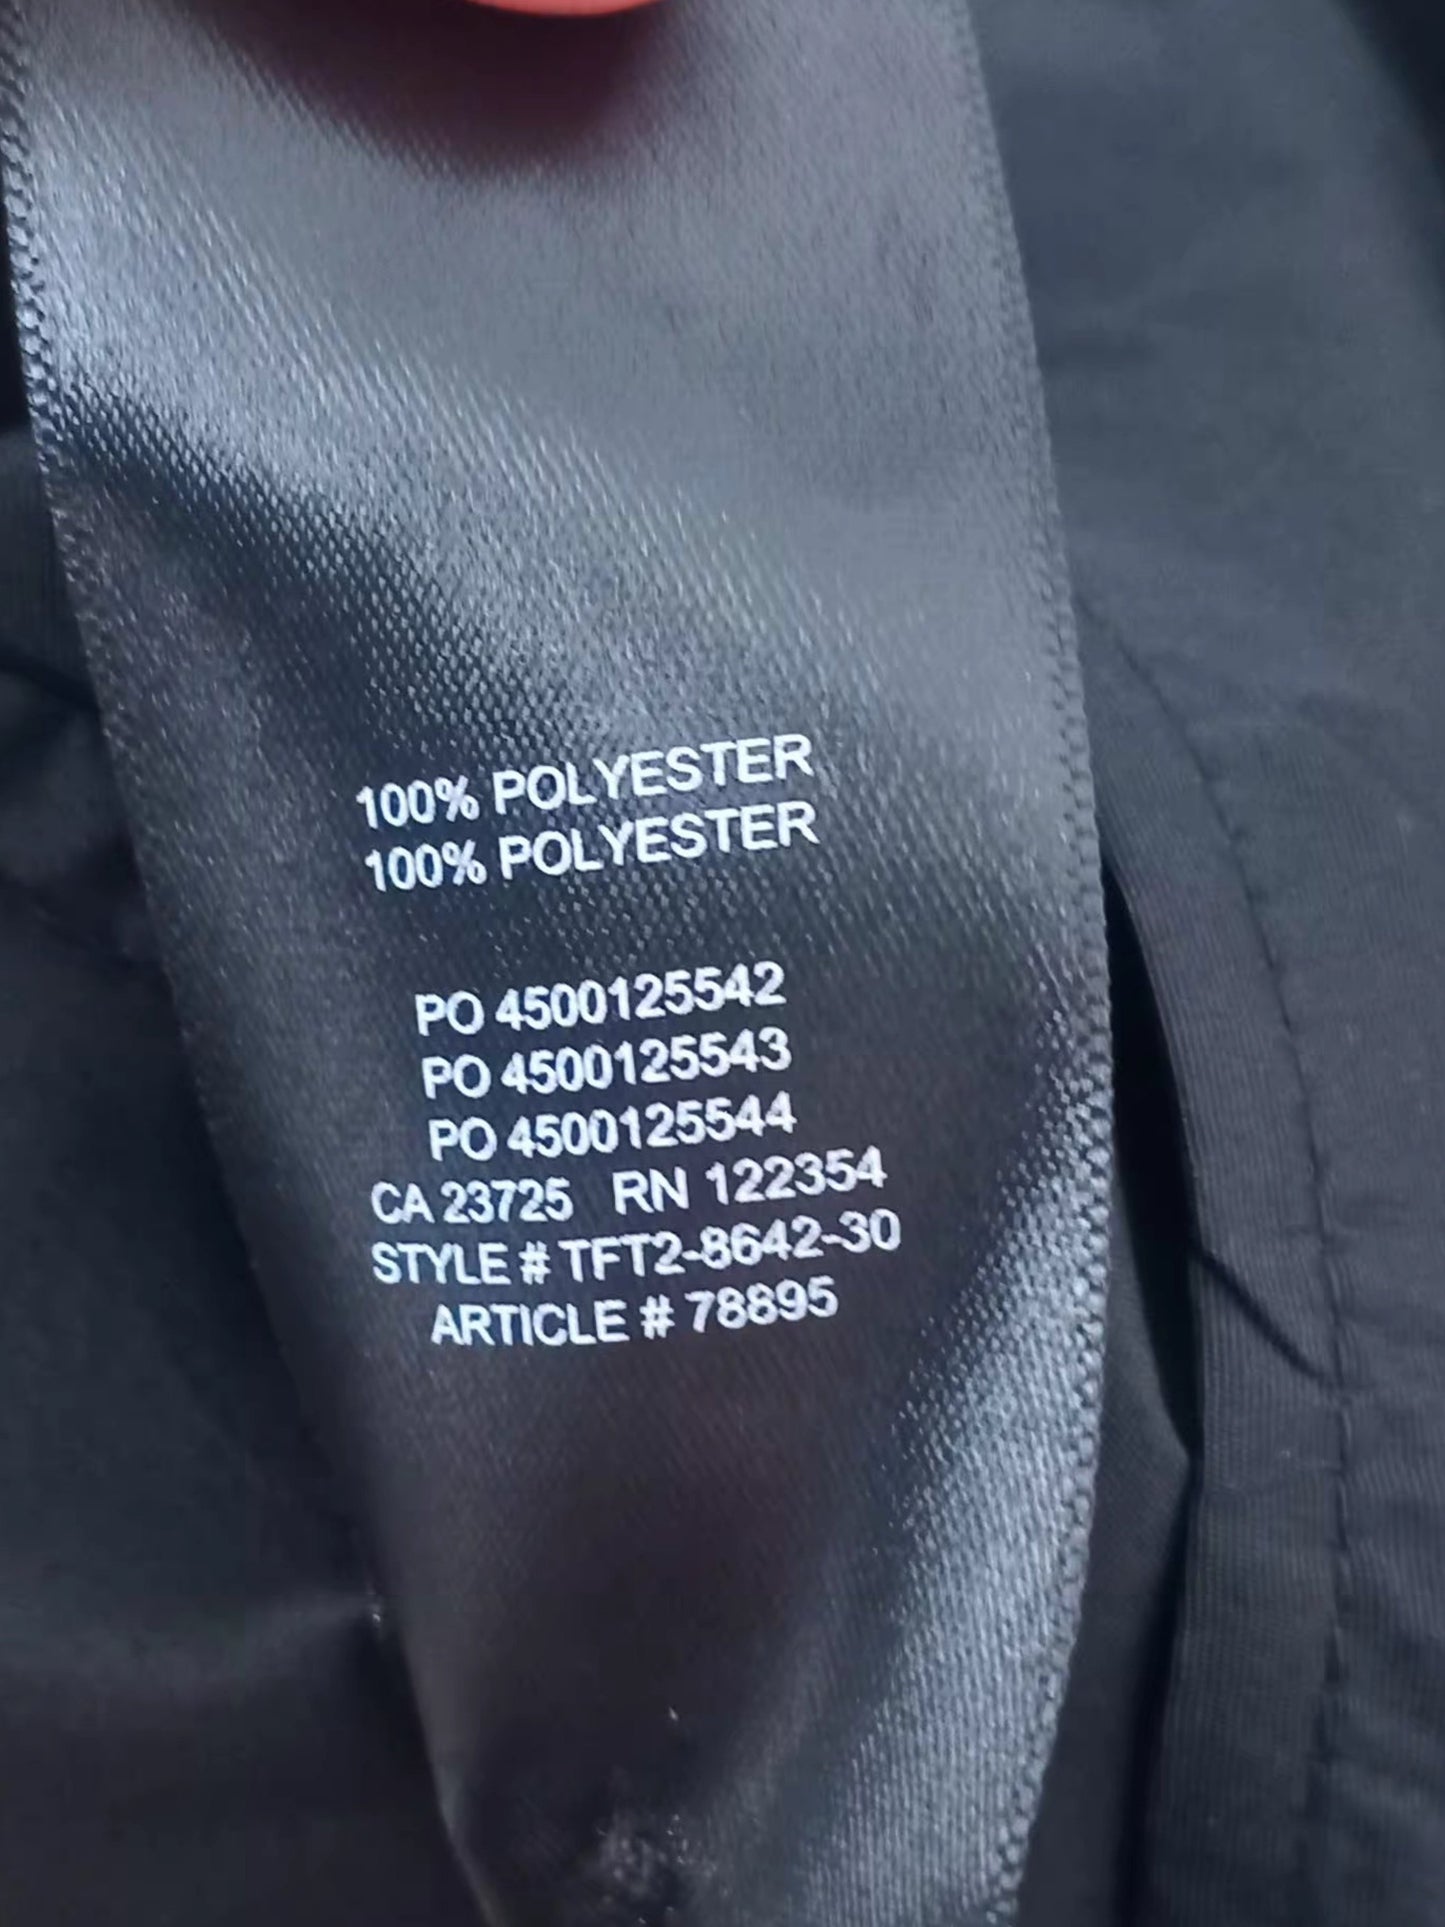 100% POLYESTER
100% POLYESTER
PO 4500125542
PO 4500125543
PO 4500125544
CA 23725 RN 122354
STYLE # TFT2-8642-30
ARTICLE # 78895